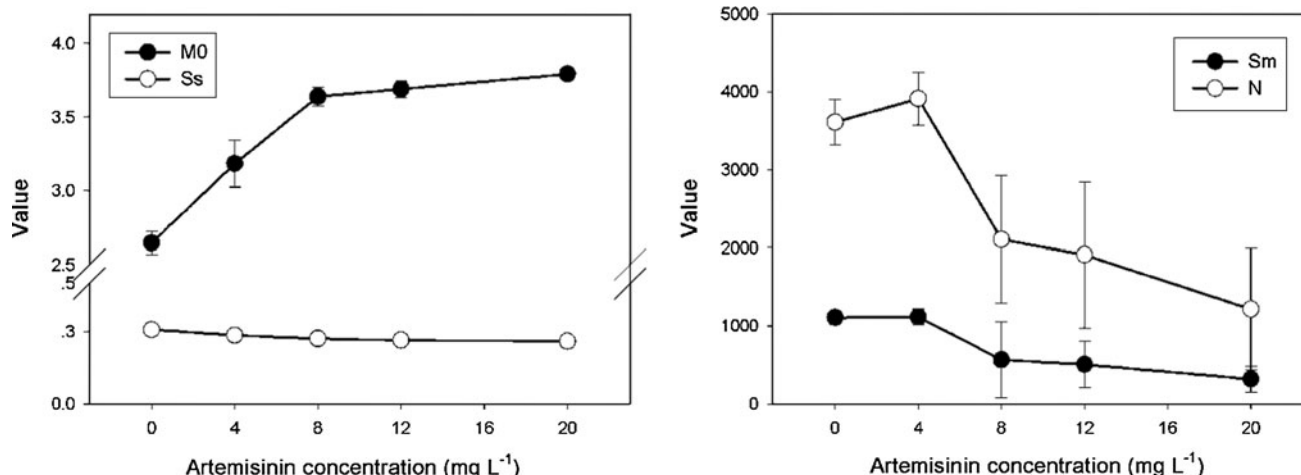 4.0
M0
Ss
3.5
3.0
2.5
.5
.3
0.0
Value
0 4 8 12 16 20
Artemisinin concentration (mg L⁻¹)
5000
Sm
N
4000
3000
2000
1000
0
Value
0 4 8 12 16 20
Artemisinin concentration (mg L⁻¹)